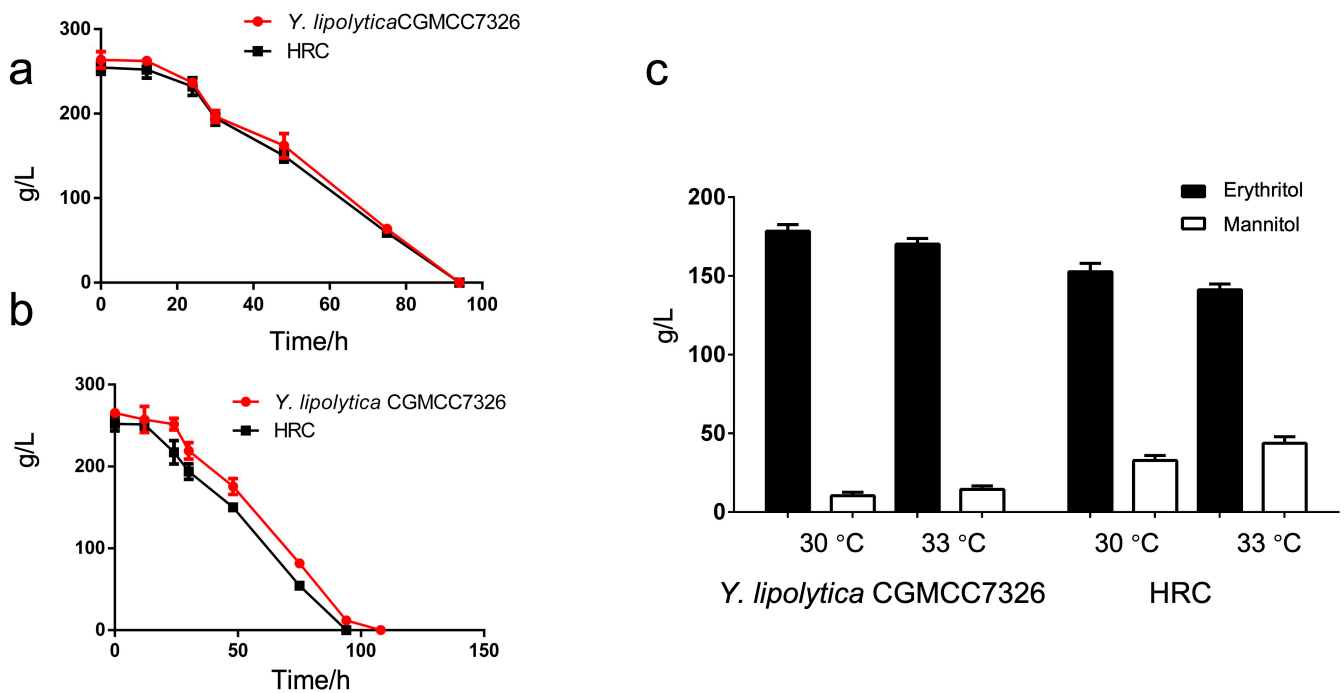 a
Y. lipolyticaCGMCC7326
HRC
300
200
100
0
g/L
0 20 40 60 80 100
Time/h
b
Y. lipolytica CGMCC7326
HRC
300
200
100
0
g/L
0 50 100 150
Time/h
c
Erythritol
Mannitol
200
150
100
50
0
g/L
30 °C 33 °C 30 °C 33 °C
Y. lipolytica CGMCC7326 HRC